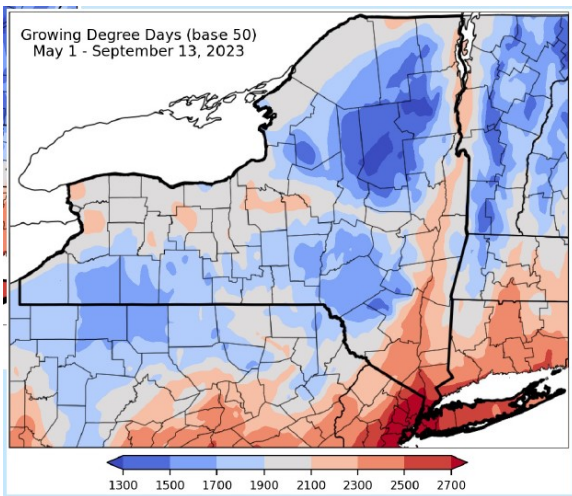 Growing Degree Days (base 50)
May 1 - September 13, 2023
1300 1500 1700 1900 2100 2300 2500 2700